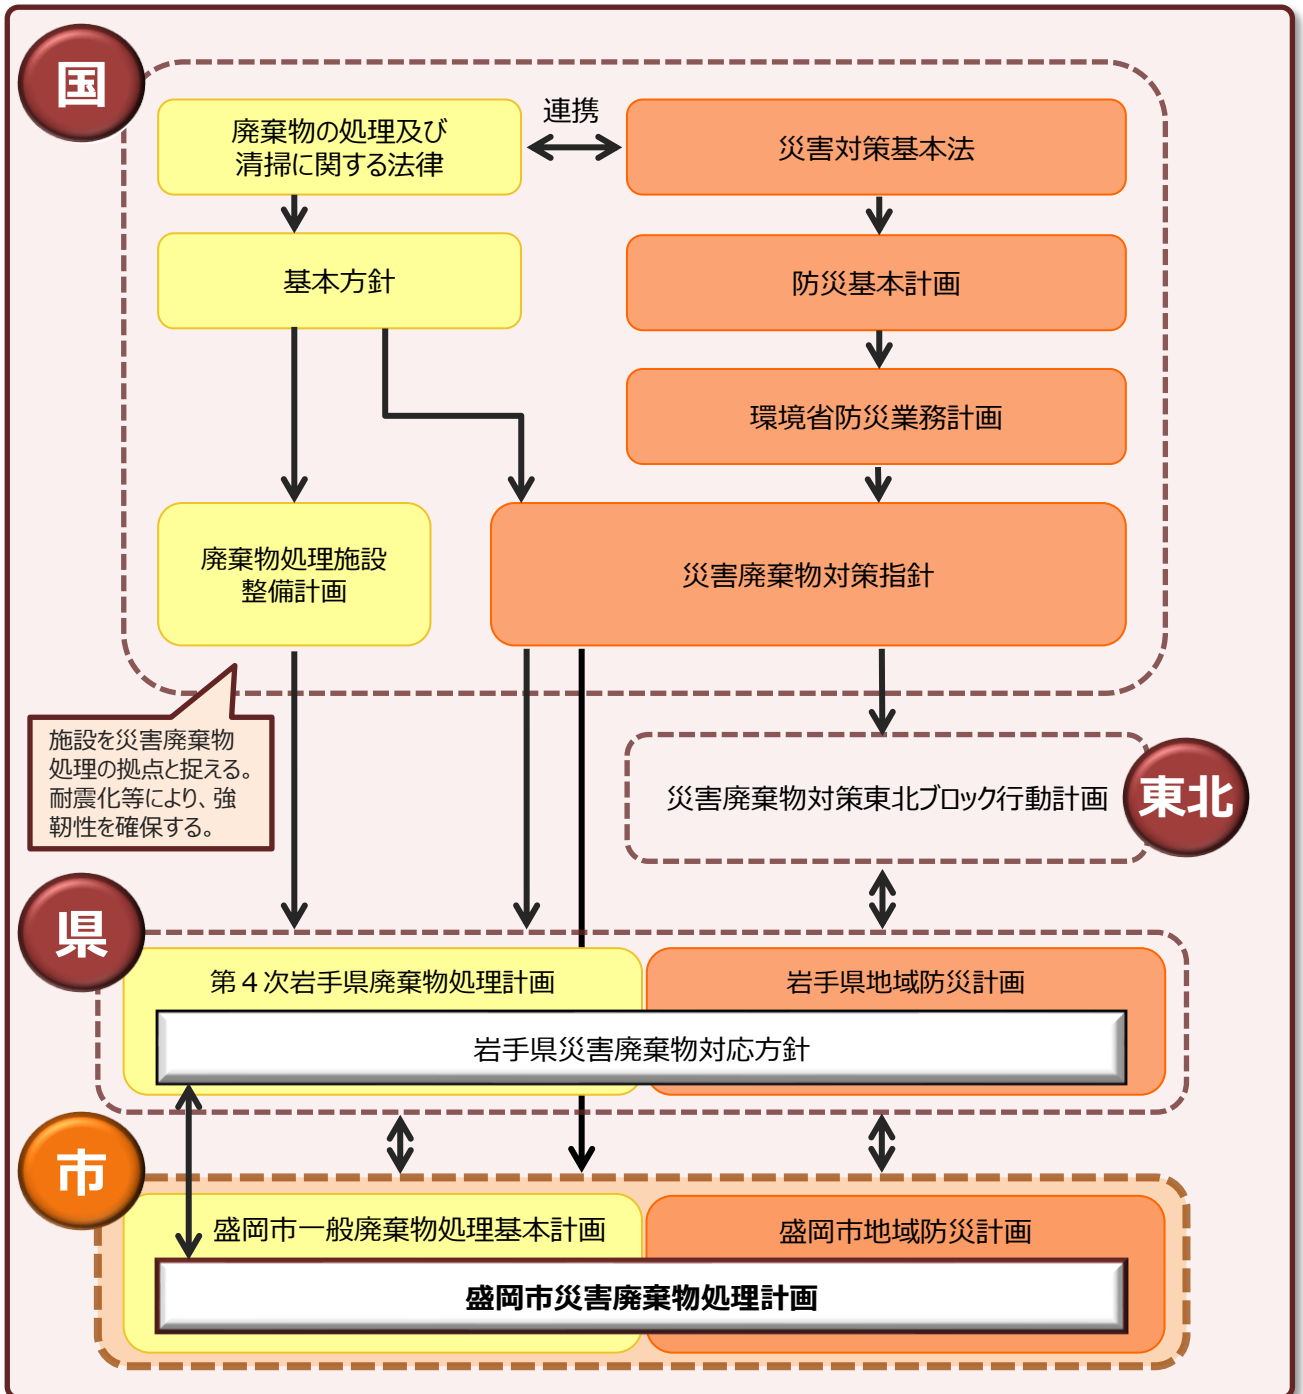 国
廃棄物の処理及び
清掃に関する法律
連携
災害対策基本法
基本方針
防災基本計画
環境省防災業務計画
廃棄物処理施設
整備計画
災害廃棄物対策指針
施設を災害廃棄物
処理の拠点と捉える。
耐震化等により、強
靭性を確保する。
災害廃棄物対策東北ブロック行動計画
東北
県
第４次岩手県廃棄物処理計画
岩手県地域防災計画
岩手県災害廃棄物対応方針
市
盛岡市一般廃棄物処理基本計画
盛岡市地域防災計画
盛岡市災害廃棄物処理計画